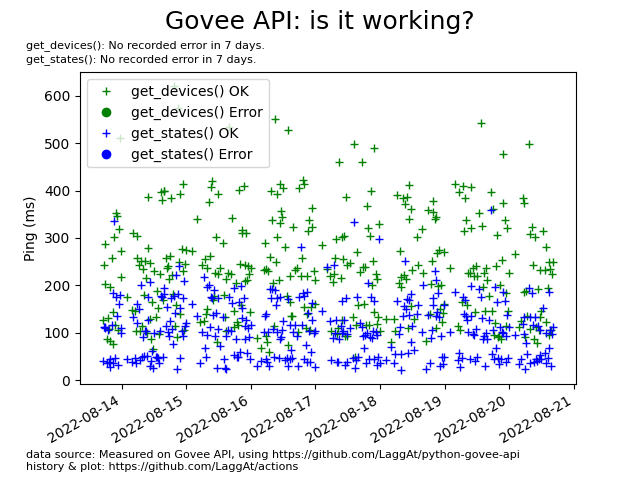 Govee API: is it working?
get_devices(): No recorded error in 7 days.
get_states(): No recorded error in 7 days.
get_devices() OK
get_devices() Error
get_states() OK
get_states() Error
Ping (ms)
600
500
400
300
200
100
0
2022-08-14
2022-08-15
2022-08-16
2022-08-17
2022-08-18
2022-08-19
2022-08-20
2022-08-21
data source: Measured on Govee API, using https://github.com/LaggAt/python-govee-api
history & plot: https://github.com/LaggAt/actions